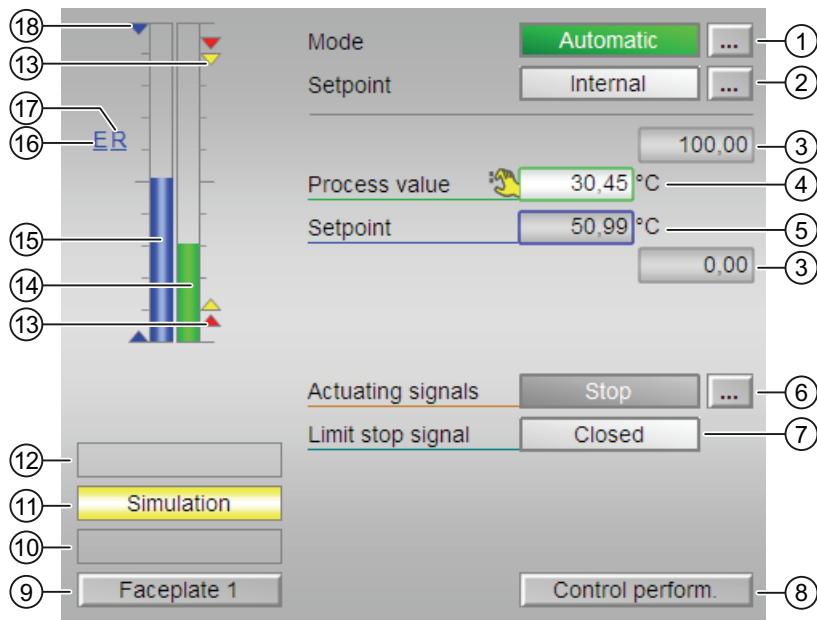 18
13
17
16
E R
15
14
13
12
11
Simulation
10
9
Faceplate 1
Mode
Automatic
...
1
Setpoint
Internal
...
2
100,00
3
Process value
30,45
°C
4
Setpoint
50,99
°C
5
0,00
3
Actuating signals
Stop
...
6
Limit stop signal
Closed
7
Control perform.
8